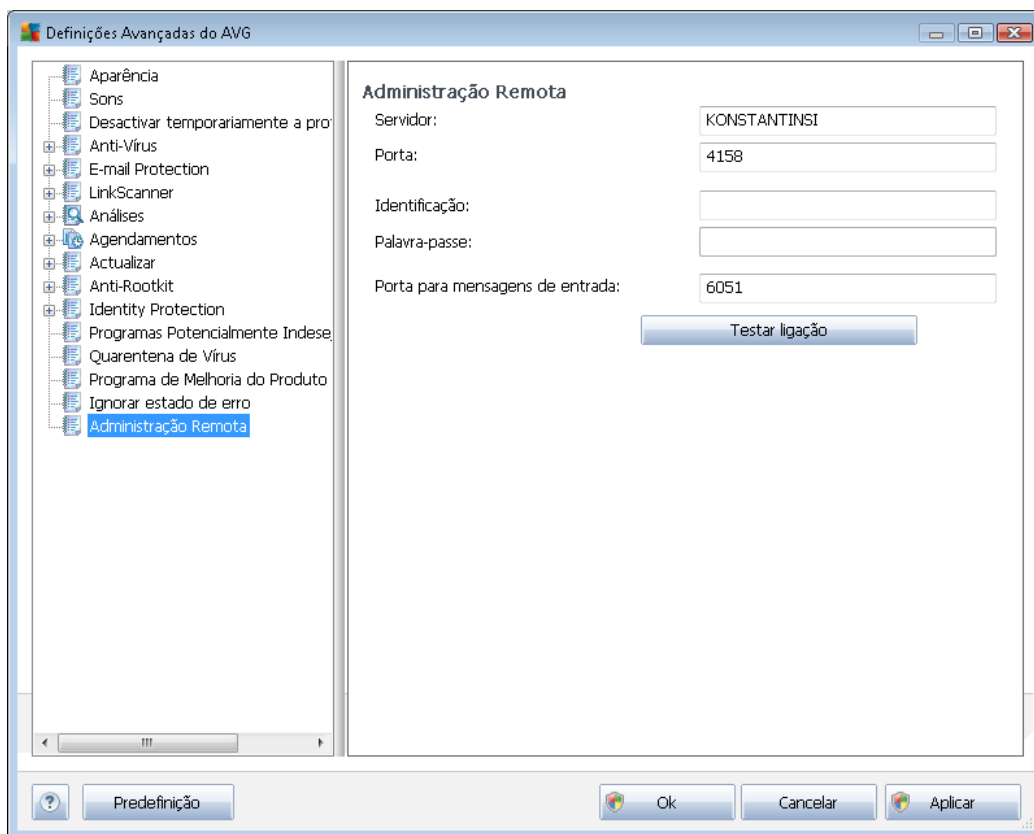 Definições Avançadas do AVG
Aparência
Sons
Desactivar temporariamente a pro
Anti-Vírus
E-mail Protection
LinkScanner
Análises
Agendamentos
Actualizar
Anti-Rootkit
Identity Protection
Programas Potencialmente Indese
Quarentena de Vírus
Programa de Melhoria do Produto
Ignorar estado de erro
Administração Remota
Administração Remota
Servidor: KONSTANTINSI
Porta: 4158
Identificação:
Palavra-passe:
Porta para mensagens de entrada: 6051
Testar ligação
? Predefinição Ok Cancelar Aplicar